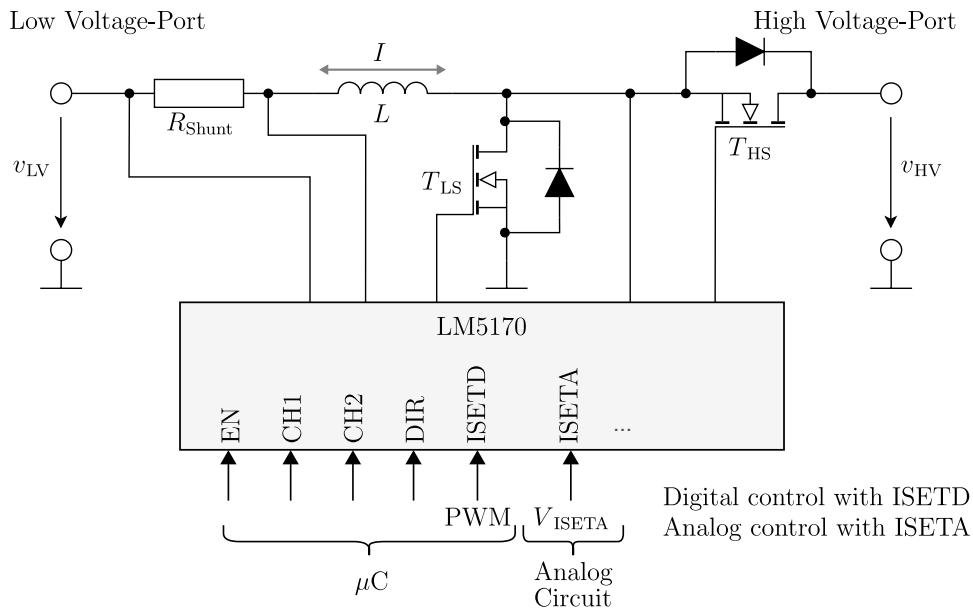 Low Voltage-Port
High Voltage-Port
I
L
R_Shunt
T_HS
T_LS
v_LV
v_HV
LM5170
EN
CH1
CH2
DIR
ISETD
ISETA
...
PWM
V_ISETA
Digital control with ISETD
Analog control with ISETA
μC
Analog
Circuit